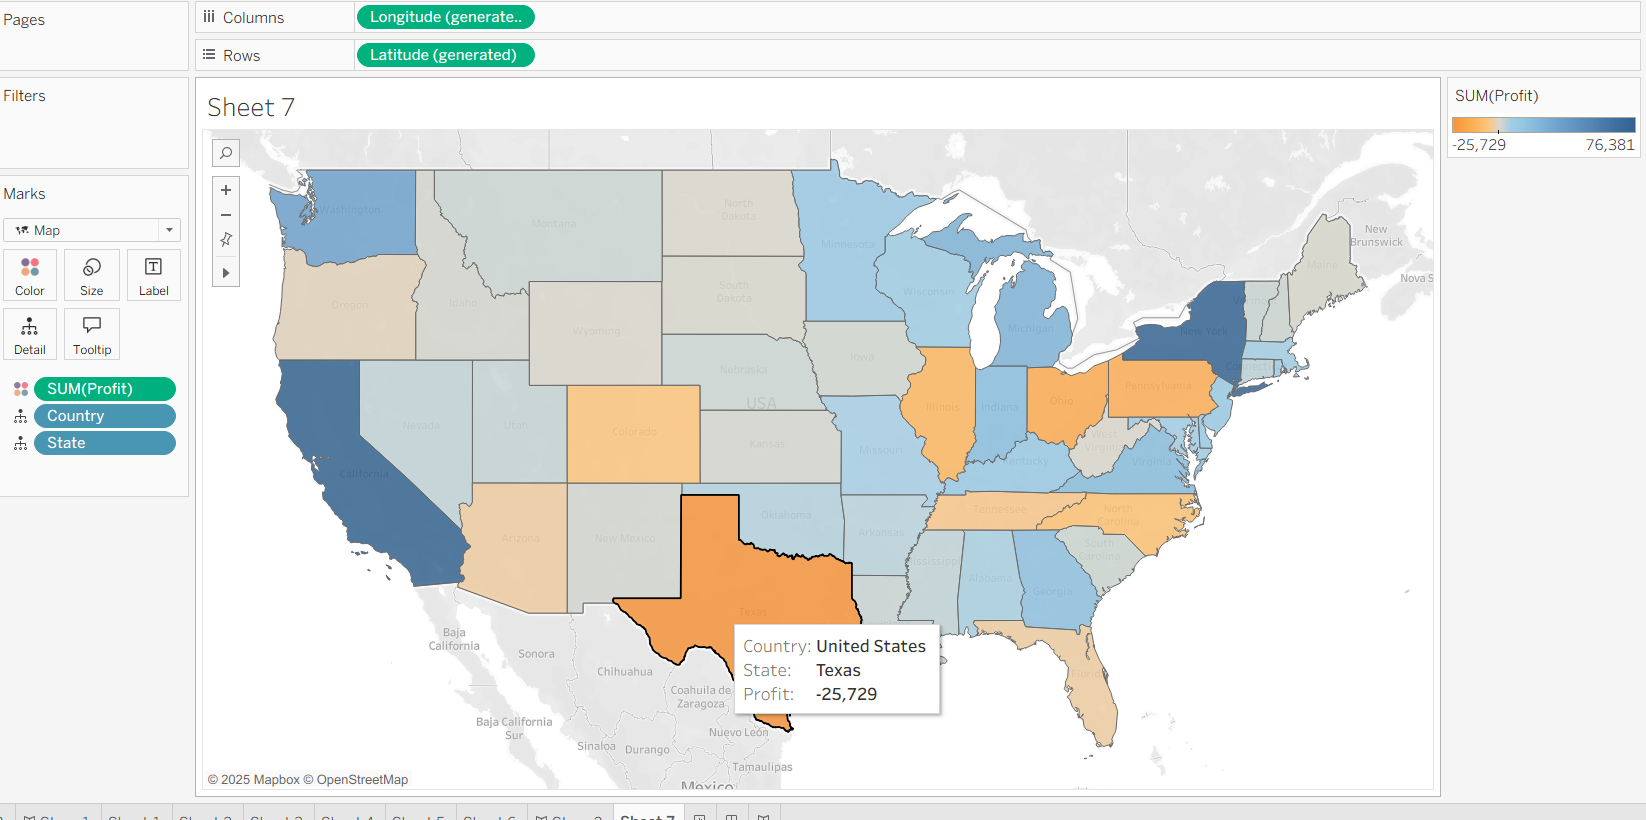 Pages
Columns
Longitude (generate..
Rows
Latitude (generated)
Filters
Sheet 7
SUM(Profit)
-25,729
76,381
Marks
Map
Color
Size
Label
Detail
Tooltip
SUM(Profit)
Country
State
Washington
Montana
North
Dakota
Minnesota
New
Brunswick
Maine
Nova S
Oregon
Idaho
South
Dakota
Wisconsin
Vermont
Wyoming
Michigan
New York
Iowa
Nebraska
Connecticut
USA
Pennsylvania
Nevada
Utah
Colorado
Illinois
Indiana
Ohio
Kansas
Missouri
West
Virginia
California
Kentucky
Virginia
Arizona
New Mexico
Oklahoma
Arkansas
Tennessee
North
Carolina
South
Carolina
Mississippi
Alabama
Georgia
Texas
Florida
Baja
California
Sonora
Chihuahua
Coahuila de
Zaragoza
Baja California
Sur
Nuevo León
Sinaloa
Durango
Tamaulipas
Mexico
Country: United States
State: Texas
Profit: -25,729
© 2025 Mapbox © OpenStreetMap
Sheet 7